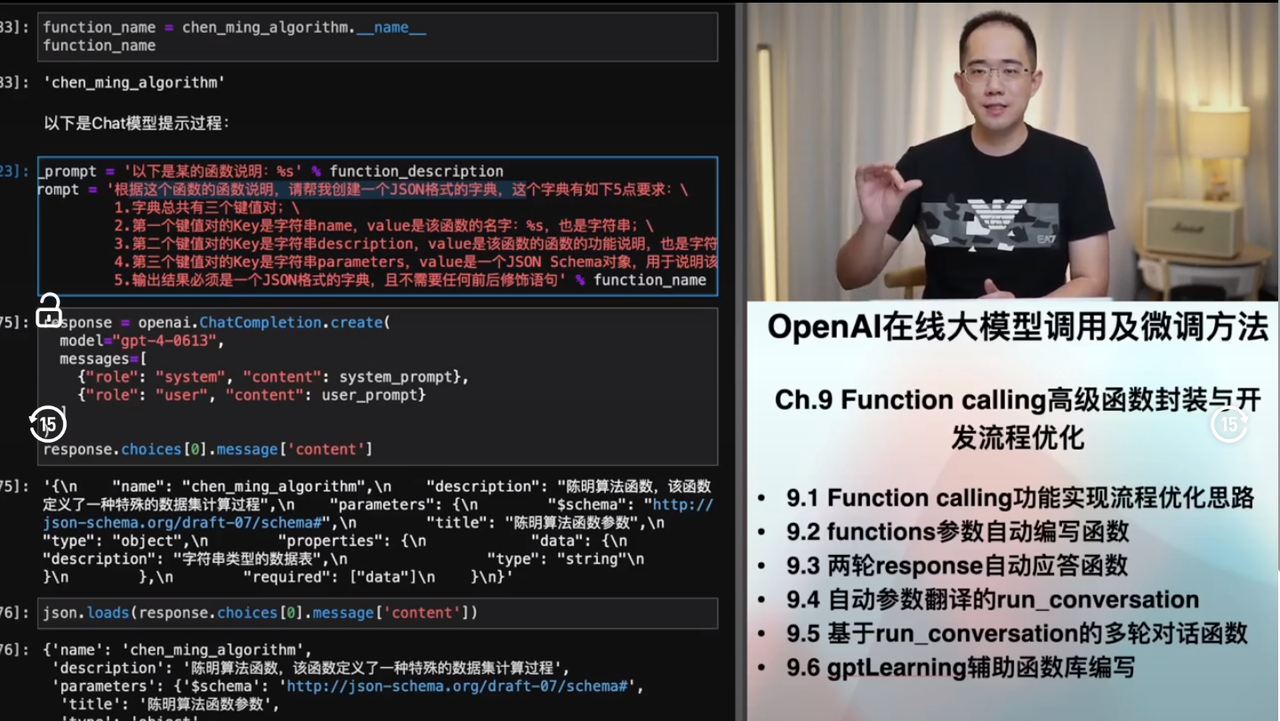 33]:
function_name = chen_ming_algorithm.__name__
function_name
33]:
'chen_ming_algorithm'
以下是Chat模型提示过程：
23]:
_prompt = '以下是某的函数说明：%s' % function_description
rompt = '根据这个函数的函数说明，请帮我创建一个JSON格式的字典，这个字典有如下5点要求：\
1.字典总共有三个键值对；\
2.第一个键值对的Key是字符串name，value是该函数的名字：%s，也是字符串；\
3.第二个键值对的Key是字符串description，value是该函数的函数的功能说明，也是字符
4.第三个键值对的Key是字符串parameters，value是一个JSON Schema对象，用于说明该
5.输出结果必须是一个JSON格式的字典，且不需要任何前后修饰语句' % function_name
75]:
response = openai.ChatCompletion.create(
model="gpt-4-0613",
messages=[
{"role": "system", "content": system_prompt},
{"role": "user", "content": user_prompt}
]
15
response.choices[0].message['content']
75]:
'{\n    "name": "chen_ming_algorithm",\n    "description": "陈明算法函数，该函数
定义了一种特殊的数据集计算过程",\n    "parameters": {\n        "$schema": "http://
json-schema.org/draft-07/schema#",\n        "title": "陈明算法函数参数",\n
"type": "object",\n        "properties": {\n            "data": {\n
"description": "字符串类型的数据表",\n                "type": "string"\n
}\n        },\n        "required": ["data"]\n    }\n}'
76]:
json.loads(response.choices[0].message['content'])
76]:
{'name': 'chen_ming_algorithm',
'description': '陈明算法函数，该函数定义了一种特殊的数据集计算过程',
'parameters': {'$schema': 'http://json-schema.org/draft-07/schema#',
'title': '陈明算法函数参数',
'type': 'object',
EA7
Marshall
OpenAI在线大模型调用及微调方法
Ch.9 Function calling高级函数封装与开
发流程优化
15
• 9.1 Function calling功能实现流程优化思路
• 9.2 functions参数自动编写函数
• 9.3 两轮response自动应答函数
• 9.4 自动参数翻译的run_conversation
• 9.5 基于run_conversation的多轮对话函数
• 9.6 gptLearning辅助函数库编写